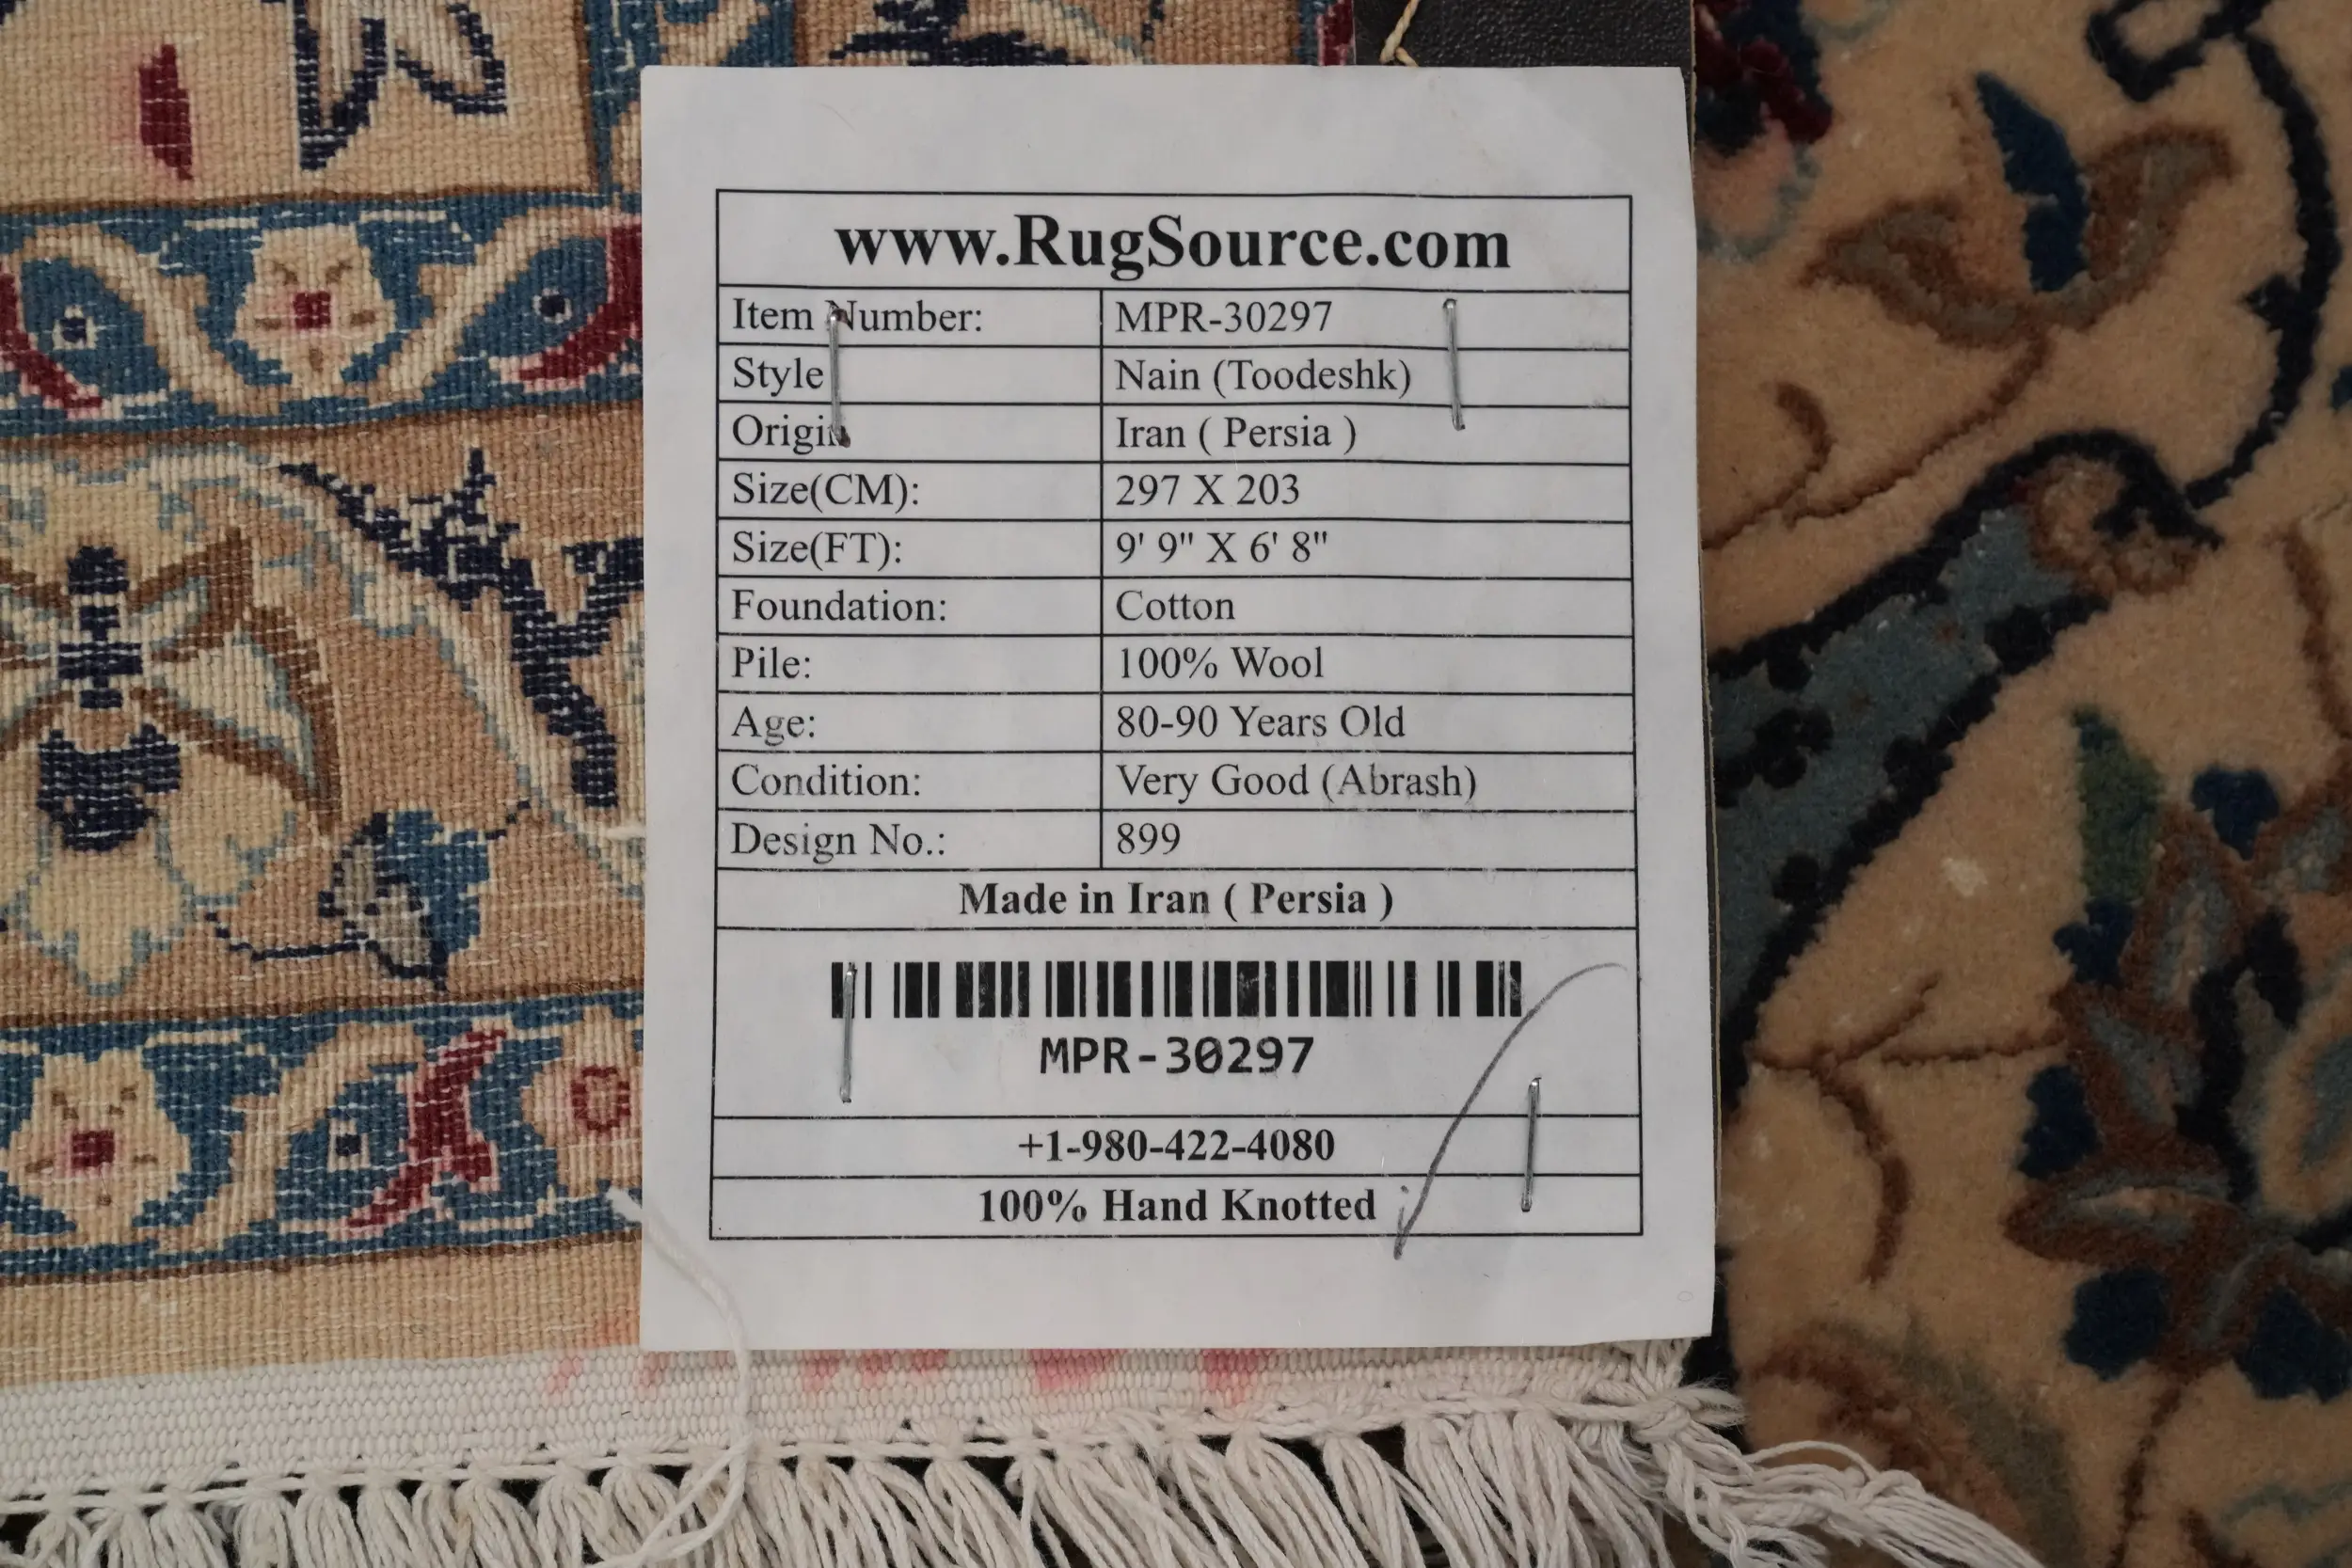 www.RugSource.com
Item Number: MPR-30297
Style Nain (Toodeshk)
Origin Iran ( Persia )
Size(CM): 297 X 203
Size(FT): 9' 9" X 6' 8"
Foundation: Cotton
Pile: 100% Wool
Age: 80-90 Years Old
Condition: Very Good (Abrash)
Design No.: 899
Made in Iran ( Persia )
MPR-30297
+1-980-422-4080
100% Hand Knotted